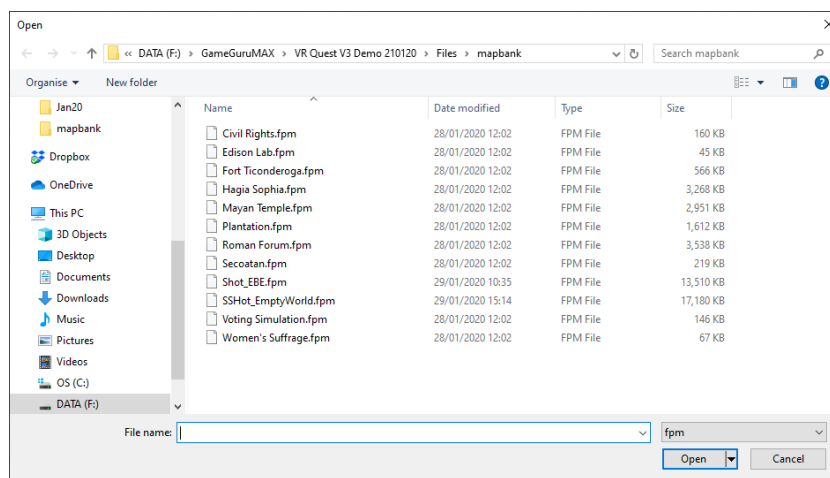 Open
« DATA (F:) › GameGuruMAX › VR Quest V3 Demo 210120 › Files › mapbank
Search mapbank
Organise
New folder
Jan20
mapbank
Dropbox
OneDrive
This PC
3D Objects
Desktop
Documents
Downloads
Music
Pictures
Videos
OS (C:)
DATA (F:)
Name Date modified Type Size
Civil Rights.fpm 28/01/2020 12:02 FPM File 160 KB
Edison Lab.fpm 28/01/2020 12:02 FPM File 45 KB
Fort Ticonderoga.fpm 28/01/2020 12:02 FPM File 566 KB
Hagia Sophia.fpm 28/01/2020 12:02 FPM File 3,268 KB
Mayan Temple.fpm 28/01/2020 12:02 FPM File 2,951 KB
Plantation.fpm 28/01/2020 12:02 FPM File 1,612 KB
Roman Forum.fpm 28/01/2020 12:02 FPM File 3,538 KB
Secoatan.fpm 28/01/2020 12:02 FPM File 219 KB
Shot_EBE.fpm 29/01/2020 10:35 FPM File 13,510 KB
SSHot_EmptyWorld.fpm 29/01/2020 15:14 FPM File 17,180 KB
Voting Simulation.fpm 28/01/2020 12:02 FPM File 146 KB
Women's Suffrage.fpm 28/01/2020 12:02 FPM File 67 KB
File name:
fpm
Open
Cancel